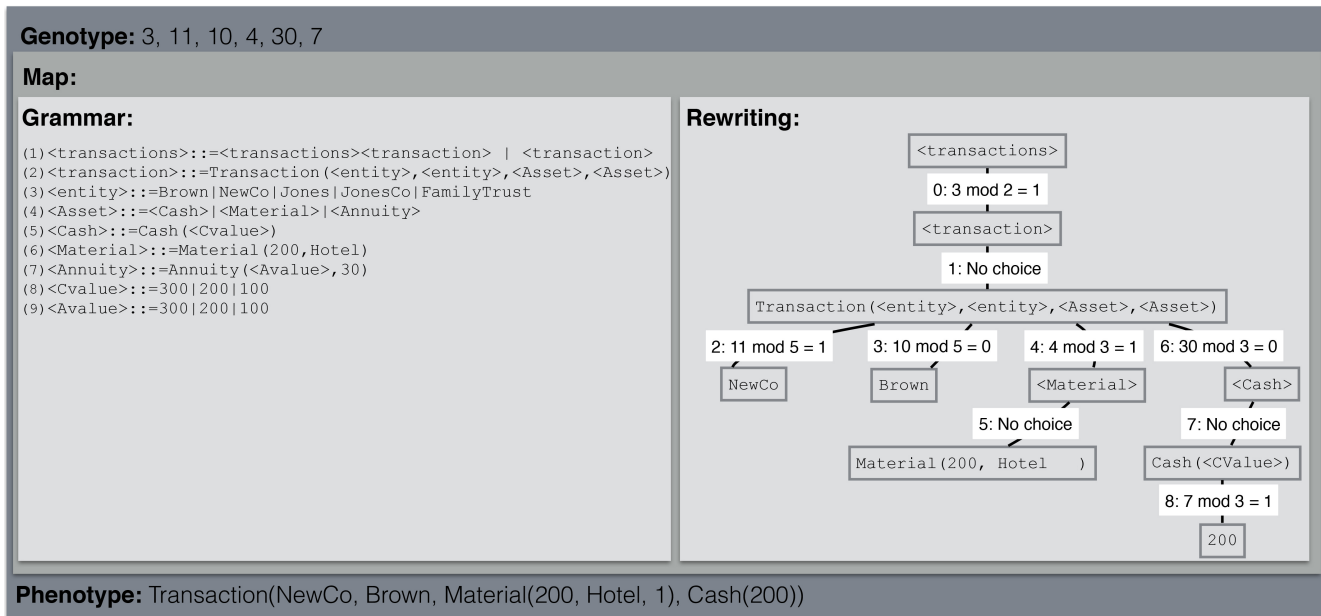 Genotype: 3, 11, 10, 4, 30, 7
Map:
Grammar:
(1)<transactions>::=<transactions><transaction> | <transaction>
(2)<transaction>::=Transaction(<entity>,<entity>,<Asset>,<Asset>)
(3)<entity>::=Brown|NewCo|Jones|JonesCo|FamilyTrust
(4)<Asset>::=<Cash>|<Material>|<Annuity>
(5)<Cash>::=Cash(<Cvalue>)
(6)<Material>::=Material(200,Hotel)
(7)<Annuity>::=Annuity(<Avalue>,30)
(8)<Cvalue>::=300|200|100
(9)<Avalue>::=300|200|100
Rewriting:
<transactions>
0: 3 mod 2 = 1
<transaction>
1: No choice
Transaction(<entity>,<entity>,<Asset>,<Asset>)
2: 11 mod 5 = 1 3: 10 mod 5 = 0 4: 4 mod 3 = 1 6: 30 mod 3 = 0
NewCo Brown <Material> <Cash>
5: No choice 7: No choice
Material(200, Hotel ) Cash(<CValue>)
8: 7 mod 3 = 1
200
Phenotype: Transaction(NewCo, Brown, Material(200, Hotel, 1), Cash(200))